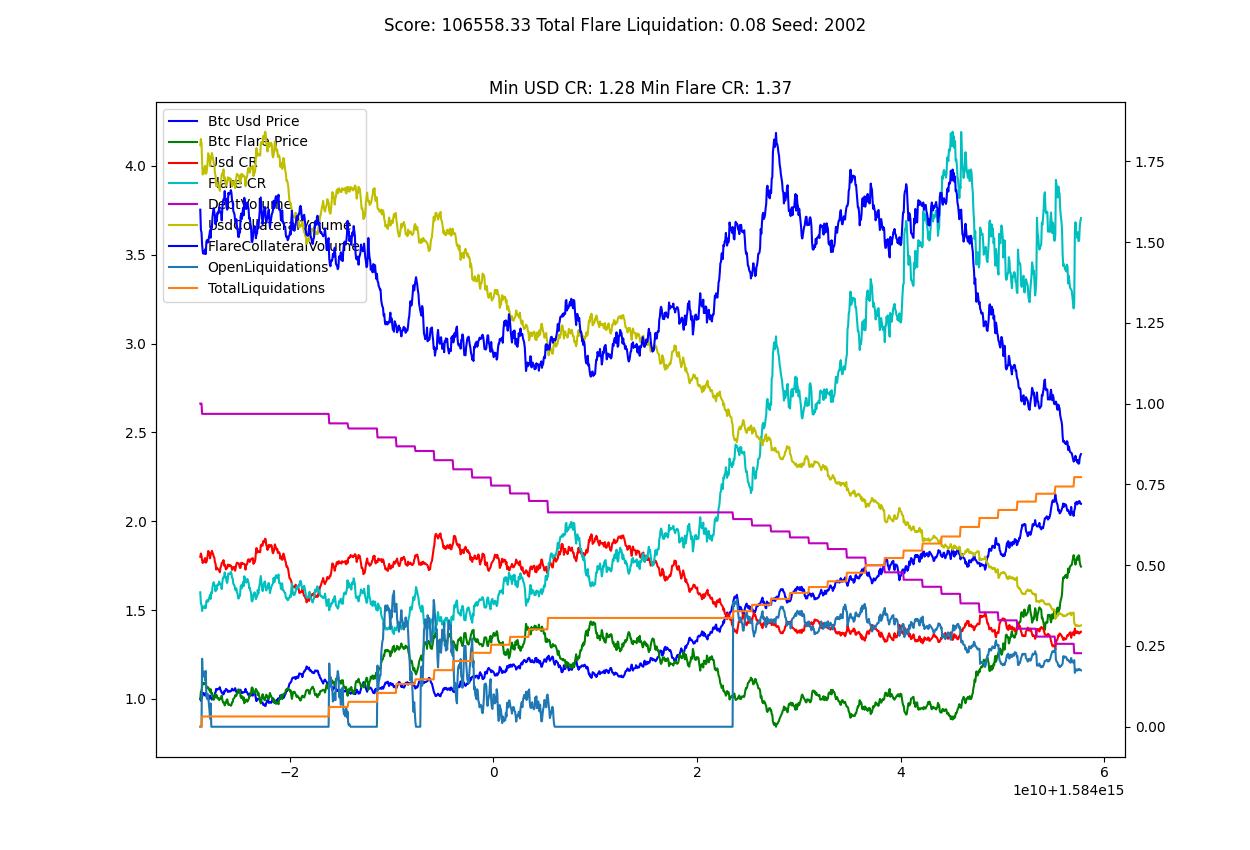 Score: 106558.33 Total Flare Liquidation: 0.08 Seed: 2002
Min USD CR: 1.28 Min Flare CR: 1.37
Btc Usd Price
Btc Flare Price
Usd CR
Flare CR
DebtVolume
UsdCollateralVolume
FlareCollateralVolume
OpenLiquidations
TotalLiquidations
4.0
3.5
3.0
2.5
2.0
1.5
1.0
1.75
1.50
1.25
1.00
0.75
0.50
0.25
0.00
−2 0 2 4 6
1e10+1.584e15